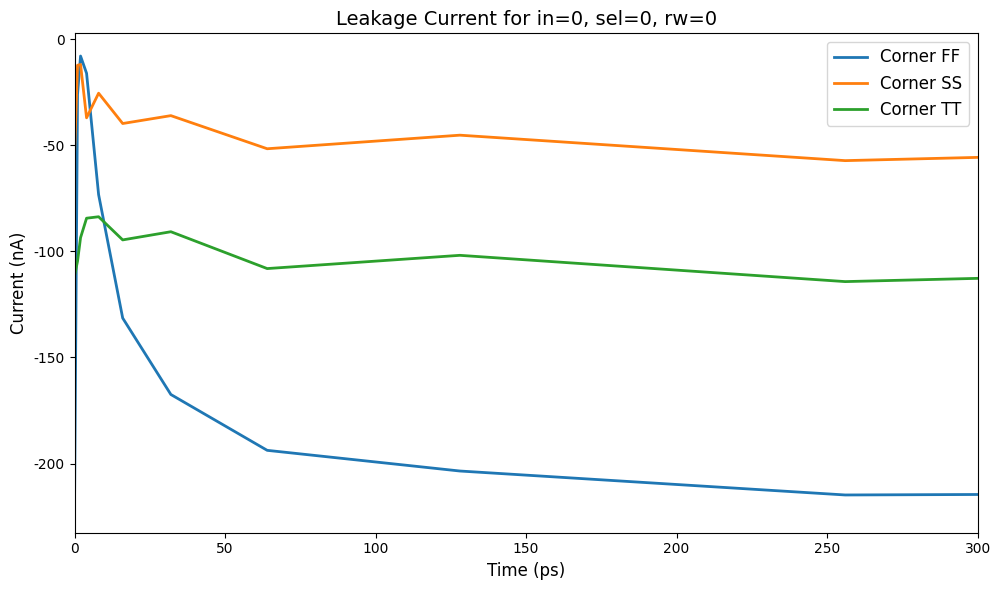 Leakage Current for in=0, sel=0, rw=0
Corner FF
Corner SS
Corner TT
Current (nA)
0
-50
-100
-150
-200
0
50
100
150
200
250
300
Time (ps)